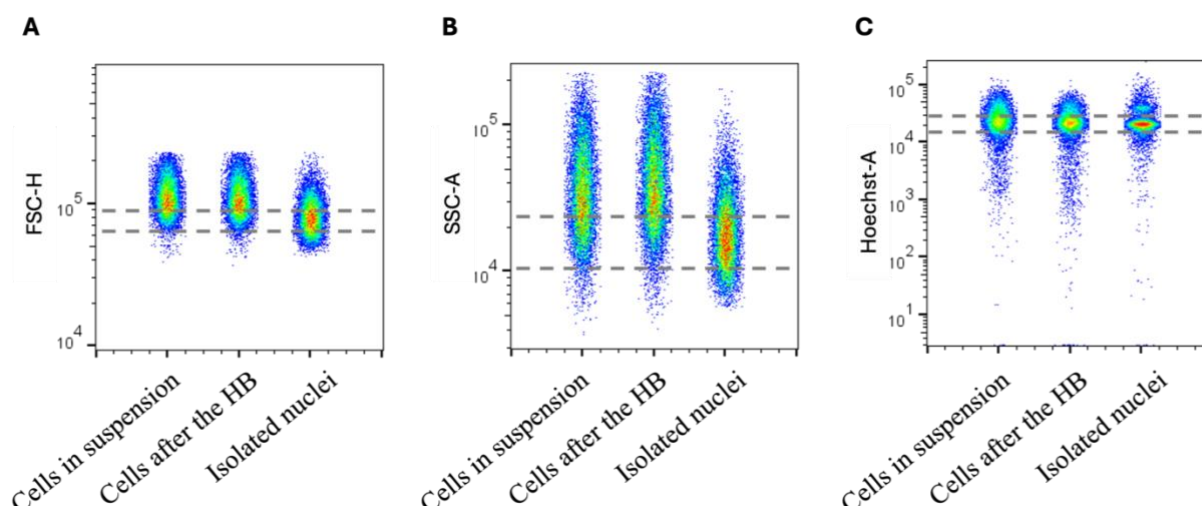 A
FSC-H
10^5
10^4
Cells in suspension
Cells after the HB
Isolated nuclei
B
SSC-A
10^5
10^4
Cells in suspension
Cells after the HB
Isolated nuclei
C
Hoechst-A
10^5
10^4
10^3
10^2
10^1
Cells in suspension
Cells after the HB
Isolated nuclei